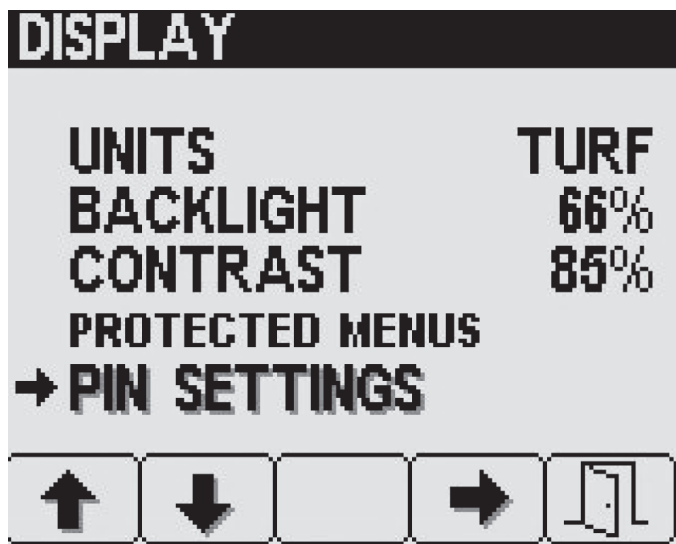 DISPLAY
UNITS TURF
BACKLIGHT 66%
CONTRAST 85%
PROTECTED MENUS
PIN SETTINGS